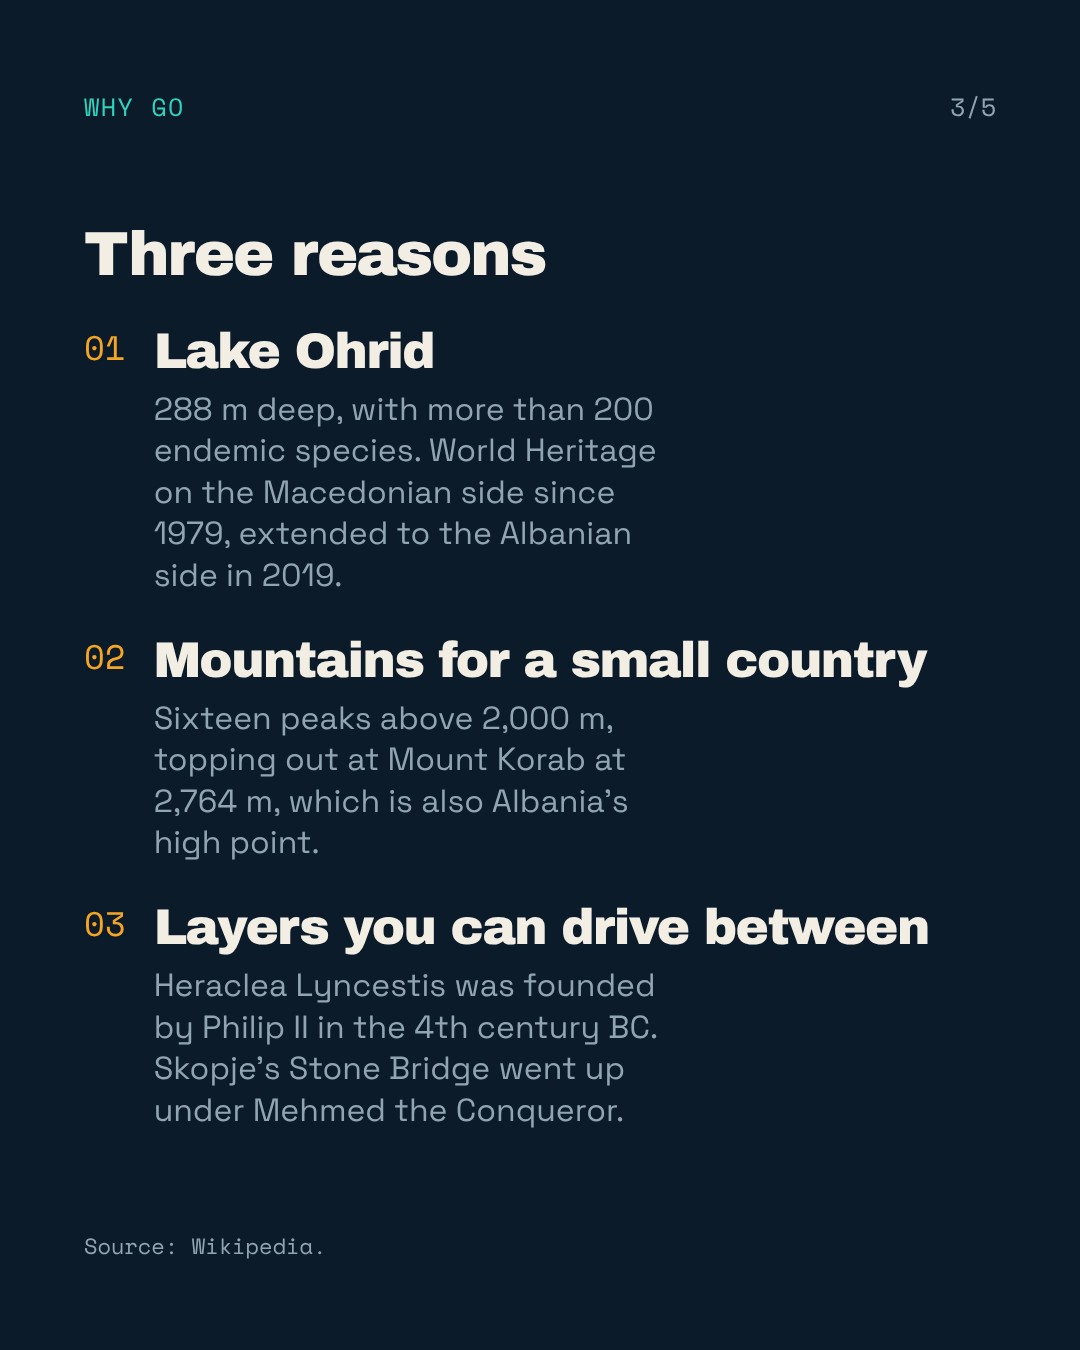 WHY GO
3/5
Three reasons
01 Lake Ohrid
288 m deep, with more than 200
endemic species. World Heritage
on the Macedonian side since
1979, extended to the Albanian
side in 2019.
02 Mountains for a small country
Sixteen peaks above 2,000 m,
topping out at Mount Korab at
2,764 m, which is also Albania’s
high point.
03 Layers you can drive between
Heraclea Lyncestis was founded
by Philip II in the 4th century BC.
Skopje’s Stone Bridge went up
under Mehmed the Conqueror.
Source: Wikipedia.